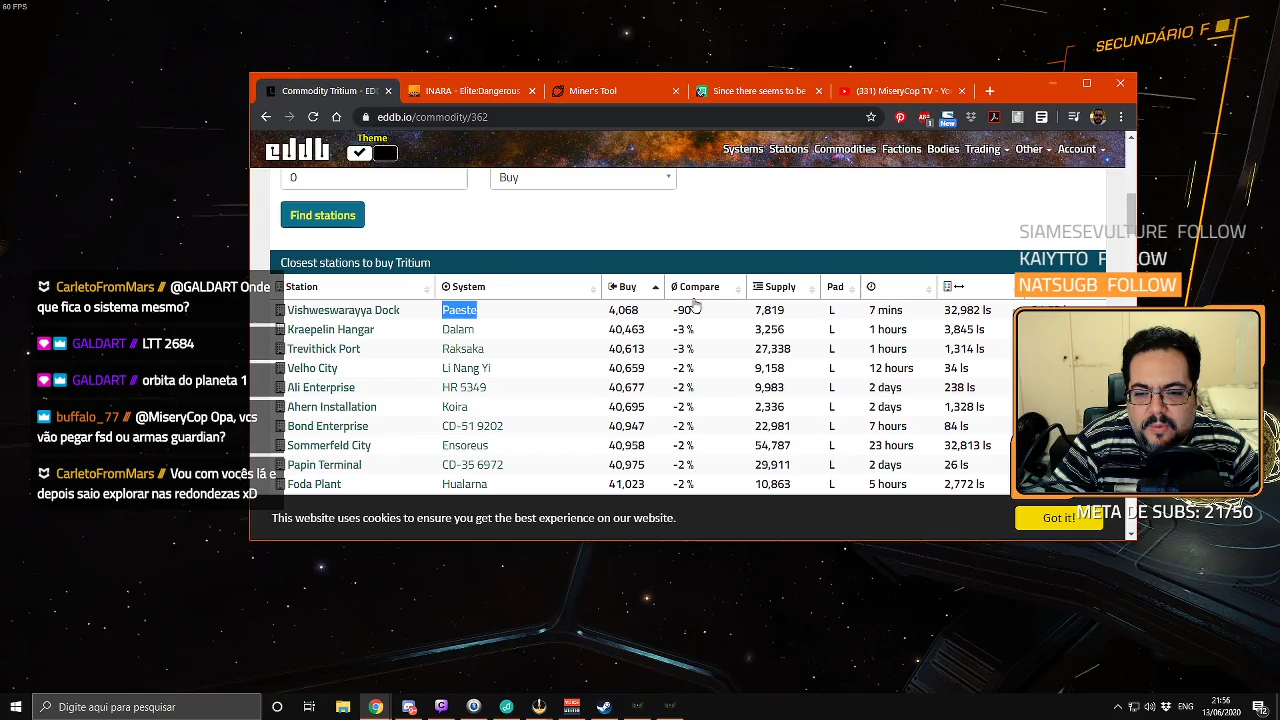 60 FPS
SECUNDÁRIO F
Commodity Tritium - EDD
INARA - Elite:Dangerous
Miner's Tool
Since there seems to be
(331) MiseryCop TV - Yo
eddb.io/commodity/362
New
Theme
eddb
Systems Stations Commodities Factions Bodies Trading Other Account
0
Buy
Find stations
SIAMESEVULTURE FOLLOW
KAIYTTO FOLLOW
NATSUGB FOLLOW
Closest stations to buy Tritium
Station System Buy Ø Compare Supply Pad
Vishweswarayya Dock Paeste 4,068 -90 7,819 L 7 mins 32,982 ls
Kraepelin Hangar Dalam 40,463 -3 % 3,256 L 1 hours 3,845 ls
Trevithick Port Raksaka 40,613 -3 % 27,338 L 1 hours 1,314 ls
Velho City Li Nang Yi 40,659 -2 % 9,158 L 12 hours 34 ls
Ali Enterprise HR 5349 40,677 -2 % 9,983 L 2 days 238 ls
Ahern Installation Koira 40,695 -2 % 2,336 L 2 days 1,328 ls
Bond Enterprise CD-51 9202 40,947 -2 % 22,981 L 7 hours 84 ls
Sommerfeld City Ensoreus 40,958 -2 % 54,787 L 23 hours 32,813 ls
Papin Terminal CD-35 6972 40,975 -2 % 29,911 L 2 days 26 ls
Foda Plant Hualarna 41,023 -2 % 10,863 L 5 hours 2,772 ls
CarletoFromMars // @GALDART Onde
que fica o sistema mesmo?
GALDART // LTT 2684
GALDART // orbita do planeta 1
buffalo_77 // @MiseryCop Opa, vcs
vão pegar fsd ou armas guardian?
CarletoFromMars // Vou com vocês lá e
depois saio explorar nas redondezas xD
This website uses cookies to ensure you get the best experience on our website.
Got it!
META DE SUBS: 21/50
Digite aqui para pesquisar
ENG
21:56
13/06/2020